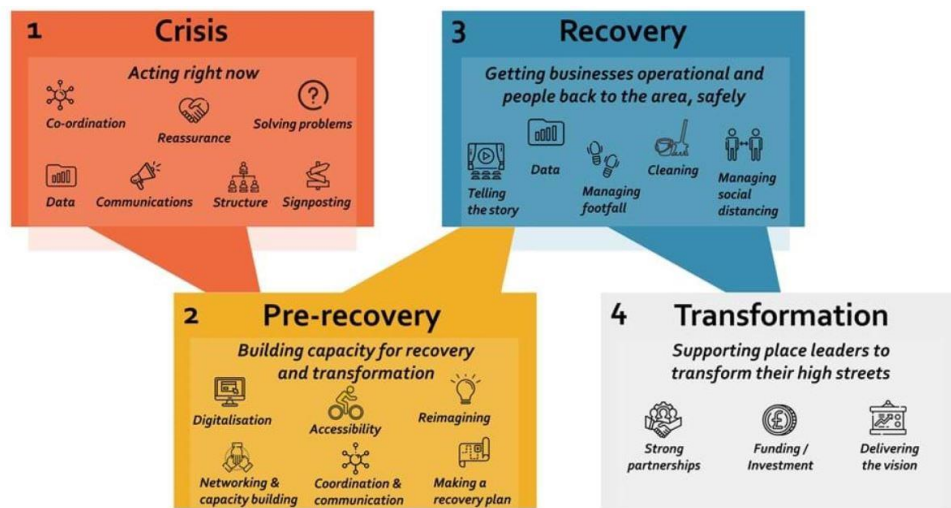 1 Crisis
Acting right now
Co-ordination
Reassurance
Solving problems
Data
Communications
Structure
Signposting
2 Pre-recovery
Building capacity for recovery
and transformation
Digitalisation
Accessibility
Reimagining
Networking &
capacity building
Coordination &
communication
Making a
recovery plan
3 Recovery
Getting businesses operational and
people back to the area, safely
Telling
the story
Data
Managing
footfall
Cleaning
Managing
social
distancing
4 Transformation
Supporting place leaders to
transform their high streets
Strong
partnerships
Funding /
Investment
Delivering
the vision